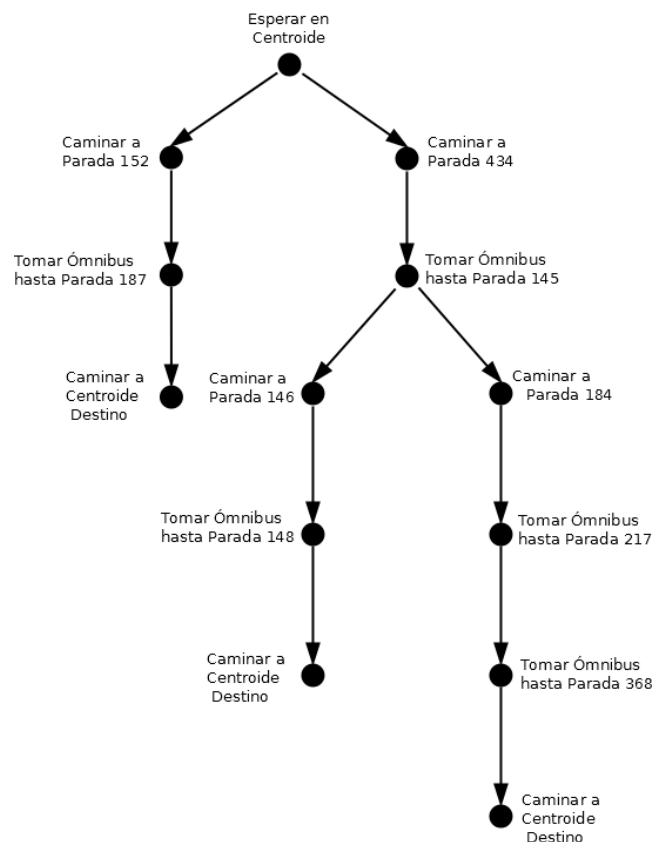 Esperar en
Centroide
Caminar a
Parada 152
Caminar a
Parada 434
Tomar Ómnibus
hasta Parada 187
Tomar Ómnibus
hasta Parada 145
Caminar a
Centroide
Destino
Caminar a
Parada 146
Caminar a
Parada 184
Tomar Ómnibus
hasta Parada 148
Tomar Ómnibus
hasta Parada 217
Caminar a
Centroide
Destino
Tomar Ómnibus
hasta Parada 368
Caminar a
Centroide
Destino